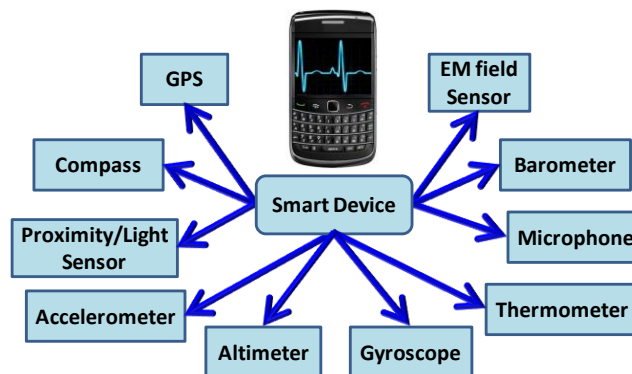 GPS
EM field
Sensor
Compass
Barometer
Smart Device
Proximity/Light
Sensor
Microphone
Accelerometer
Thermometer
Altimeter
Gyroscope